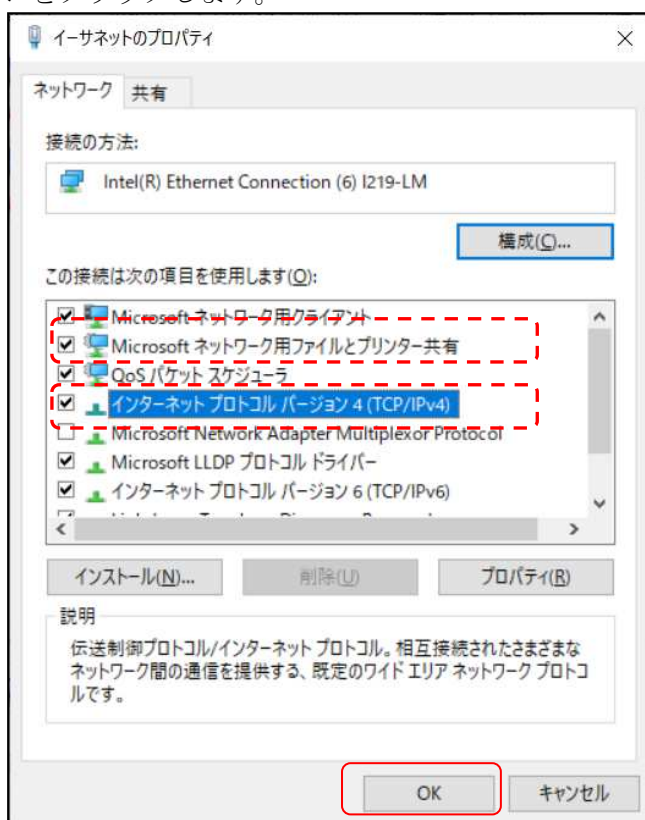 をクリックします。
イーサネットのプロパティ
ネットワーク 共有
接続の方法:
Intel(R) Ethernet Connection (6) I219-LM
構成(C)...
この接続は次の項目を使用します(O):
Microsoft ネットワーク用クライアント
Microsoft ネットワーク用ファイルとプリンター共有
QoS パケット スケジューラ
インターネット プロトコル バージョン 4 (TCP/IPv4)
Microsoft Network Adapter Multiplexor Protocol
Microsoft LLDP プロトコル ドライバー
インターネット プロトコル バージョン 6 (TCP/IPv6)
インストール(N)... 削除(U) プロパティ(R)
説明
伝送制御プロトコル/インターネット プロトコル。相互接続されたさまざまな
ネットワーク間の通信を提供する、既定のワイド エリア ネットワーク プロトコ
ルです。
OK キャンセル